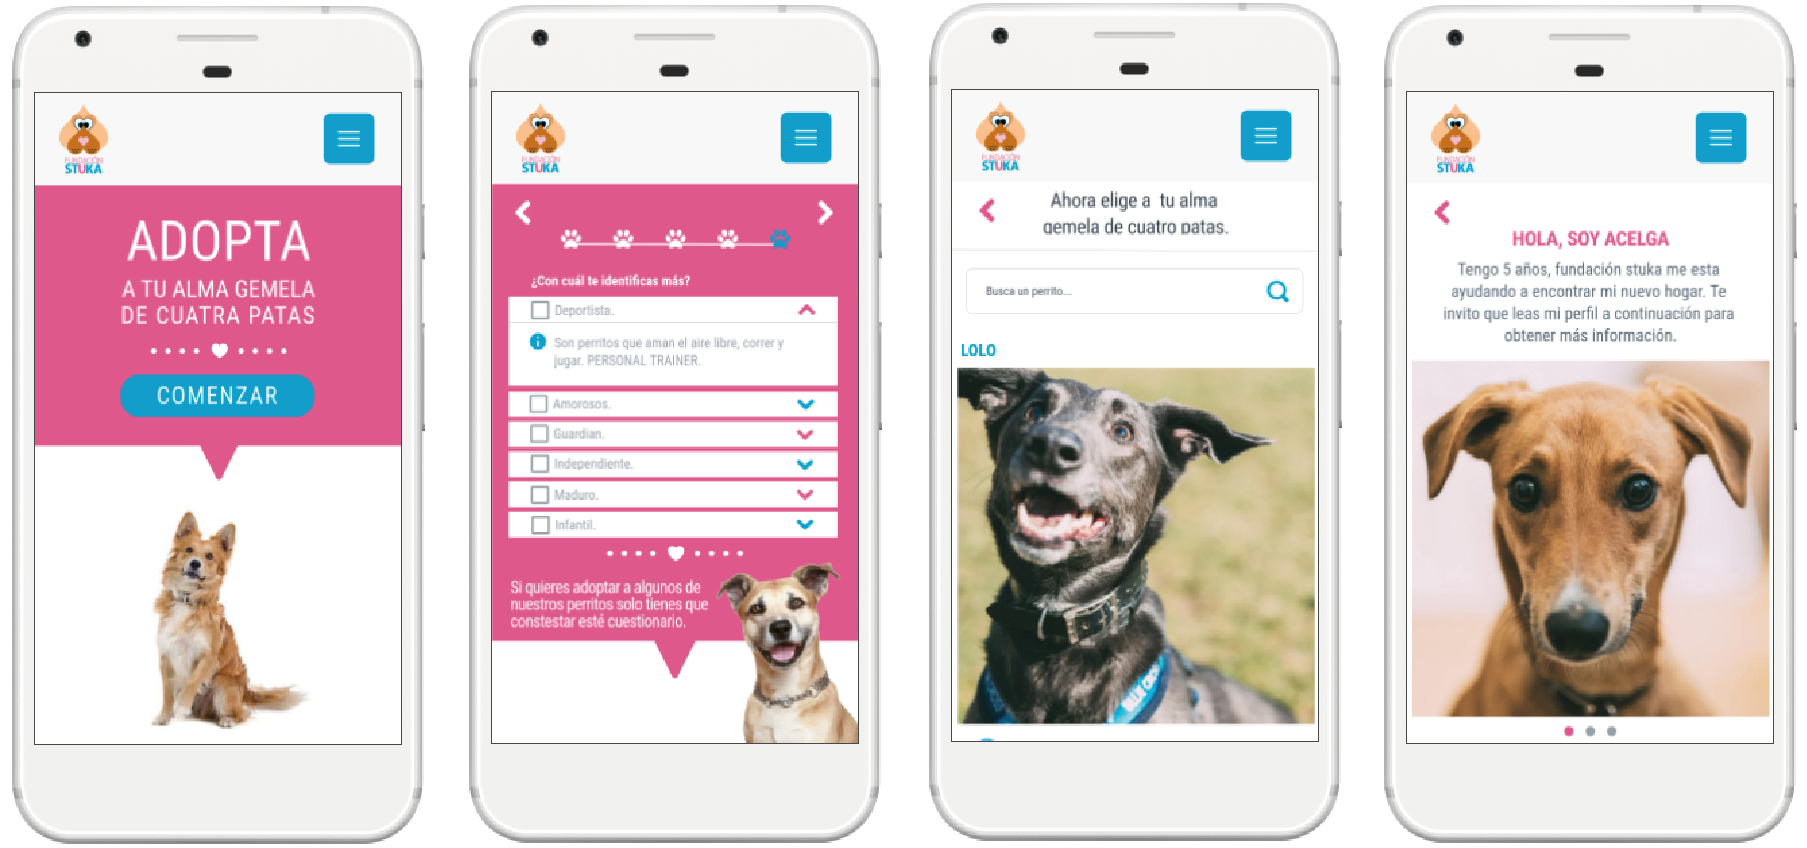 FUNDACIÓN
STUKA
ADOPTA
A TU ALMA GEMELA
DE CUATRA PATAS
COMENZAR
FUNDACIÓN
STUKA
¿Con cuál te identificas más?
Deportista.
Son perritos que aman el aire libre, correr y
jugar. PERSONAL TRAINER.
Amorosos.
Guardian.
Independiente.
Maduro.
Infantil.
Si quieres adoptar a algunos de
nuestros perritos solo tienes que
constestar esté cuestionario.
FUNDACIÓN
STUKA
Ahora elige a tu alma
gemela de cuatro patas.
Busca un perrito...
LOLO
FUNDACIÓN
STUKA
HOLA, SOY ACELGA
Tengo 5 años, fundación stuka me esta
ayudando a encontrar mi nuevo hogar. Te
invito que leas mi perfil a continuación para
obtener más información.